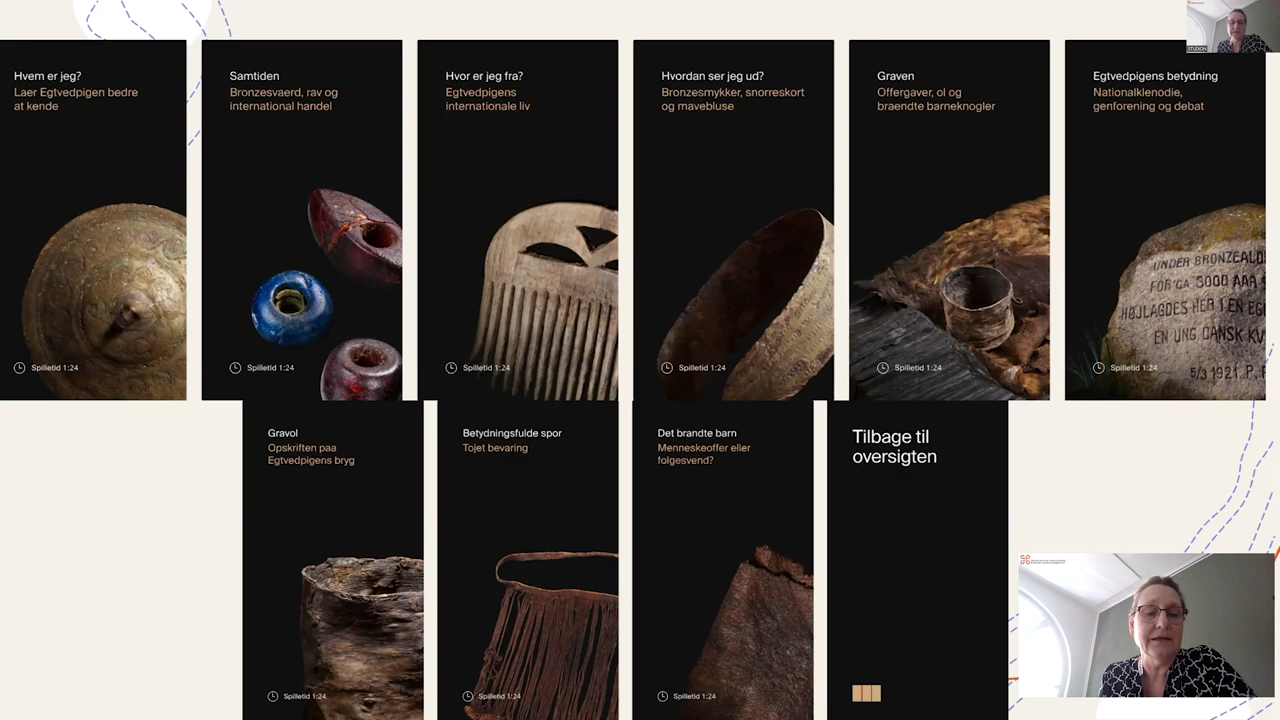 STUDION
Hvem er jeg?
Laer Egtvedpigen bedre
at kende
Spilletid 1:24
Samtiden
Bronzesvaerd, rav og
international handel
Spilletid 1:24
Hvor er jeg fra?
Egtvedpigens
internationale liv
Spilletid 1:24
Hvordan ser jeg ud?
Bronzesmykker, snorreskort
og mavebluse
Spilletid 1:24
Graven
Offergaver, ol og
braendte barneknogler
Spilletid 1:24
Egtvedpigens betydning
Nationalklenodie,
genforening og debat
UNDER BRONZEALD
FOR CA 3000 AAR
HØJLAGDES HER I EN EG
EN UNG DANSK KV
5/3 1921. P.
Spilletid 1:24
Gravol
Opskriften paa
Egtvedpigens bryg
Spilletid 1:24
Betydningsfulde spor
Tojet bevaring
Spilletid 1:24
Det brandte barn
Menneskeoffer eller
folgesvend?
Spilletid 1:24
Tilbage til
oversigten